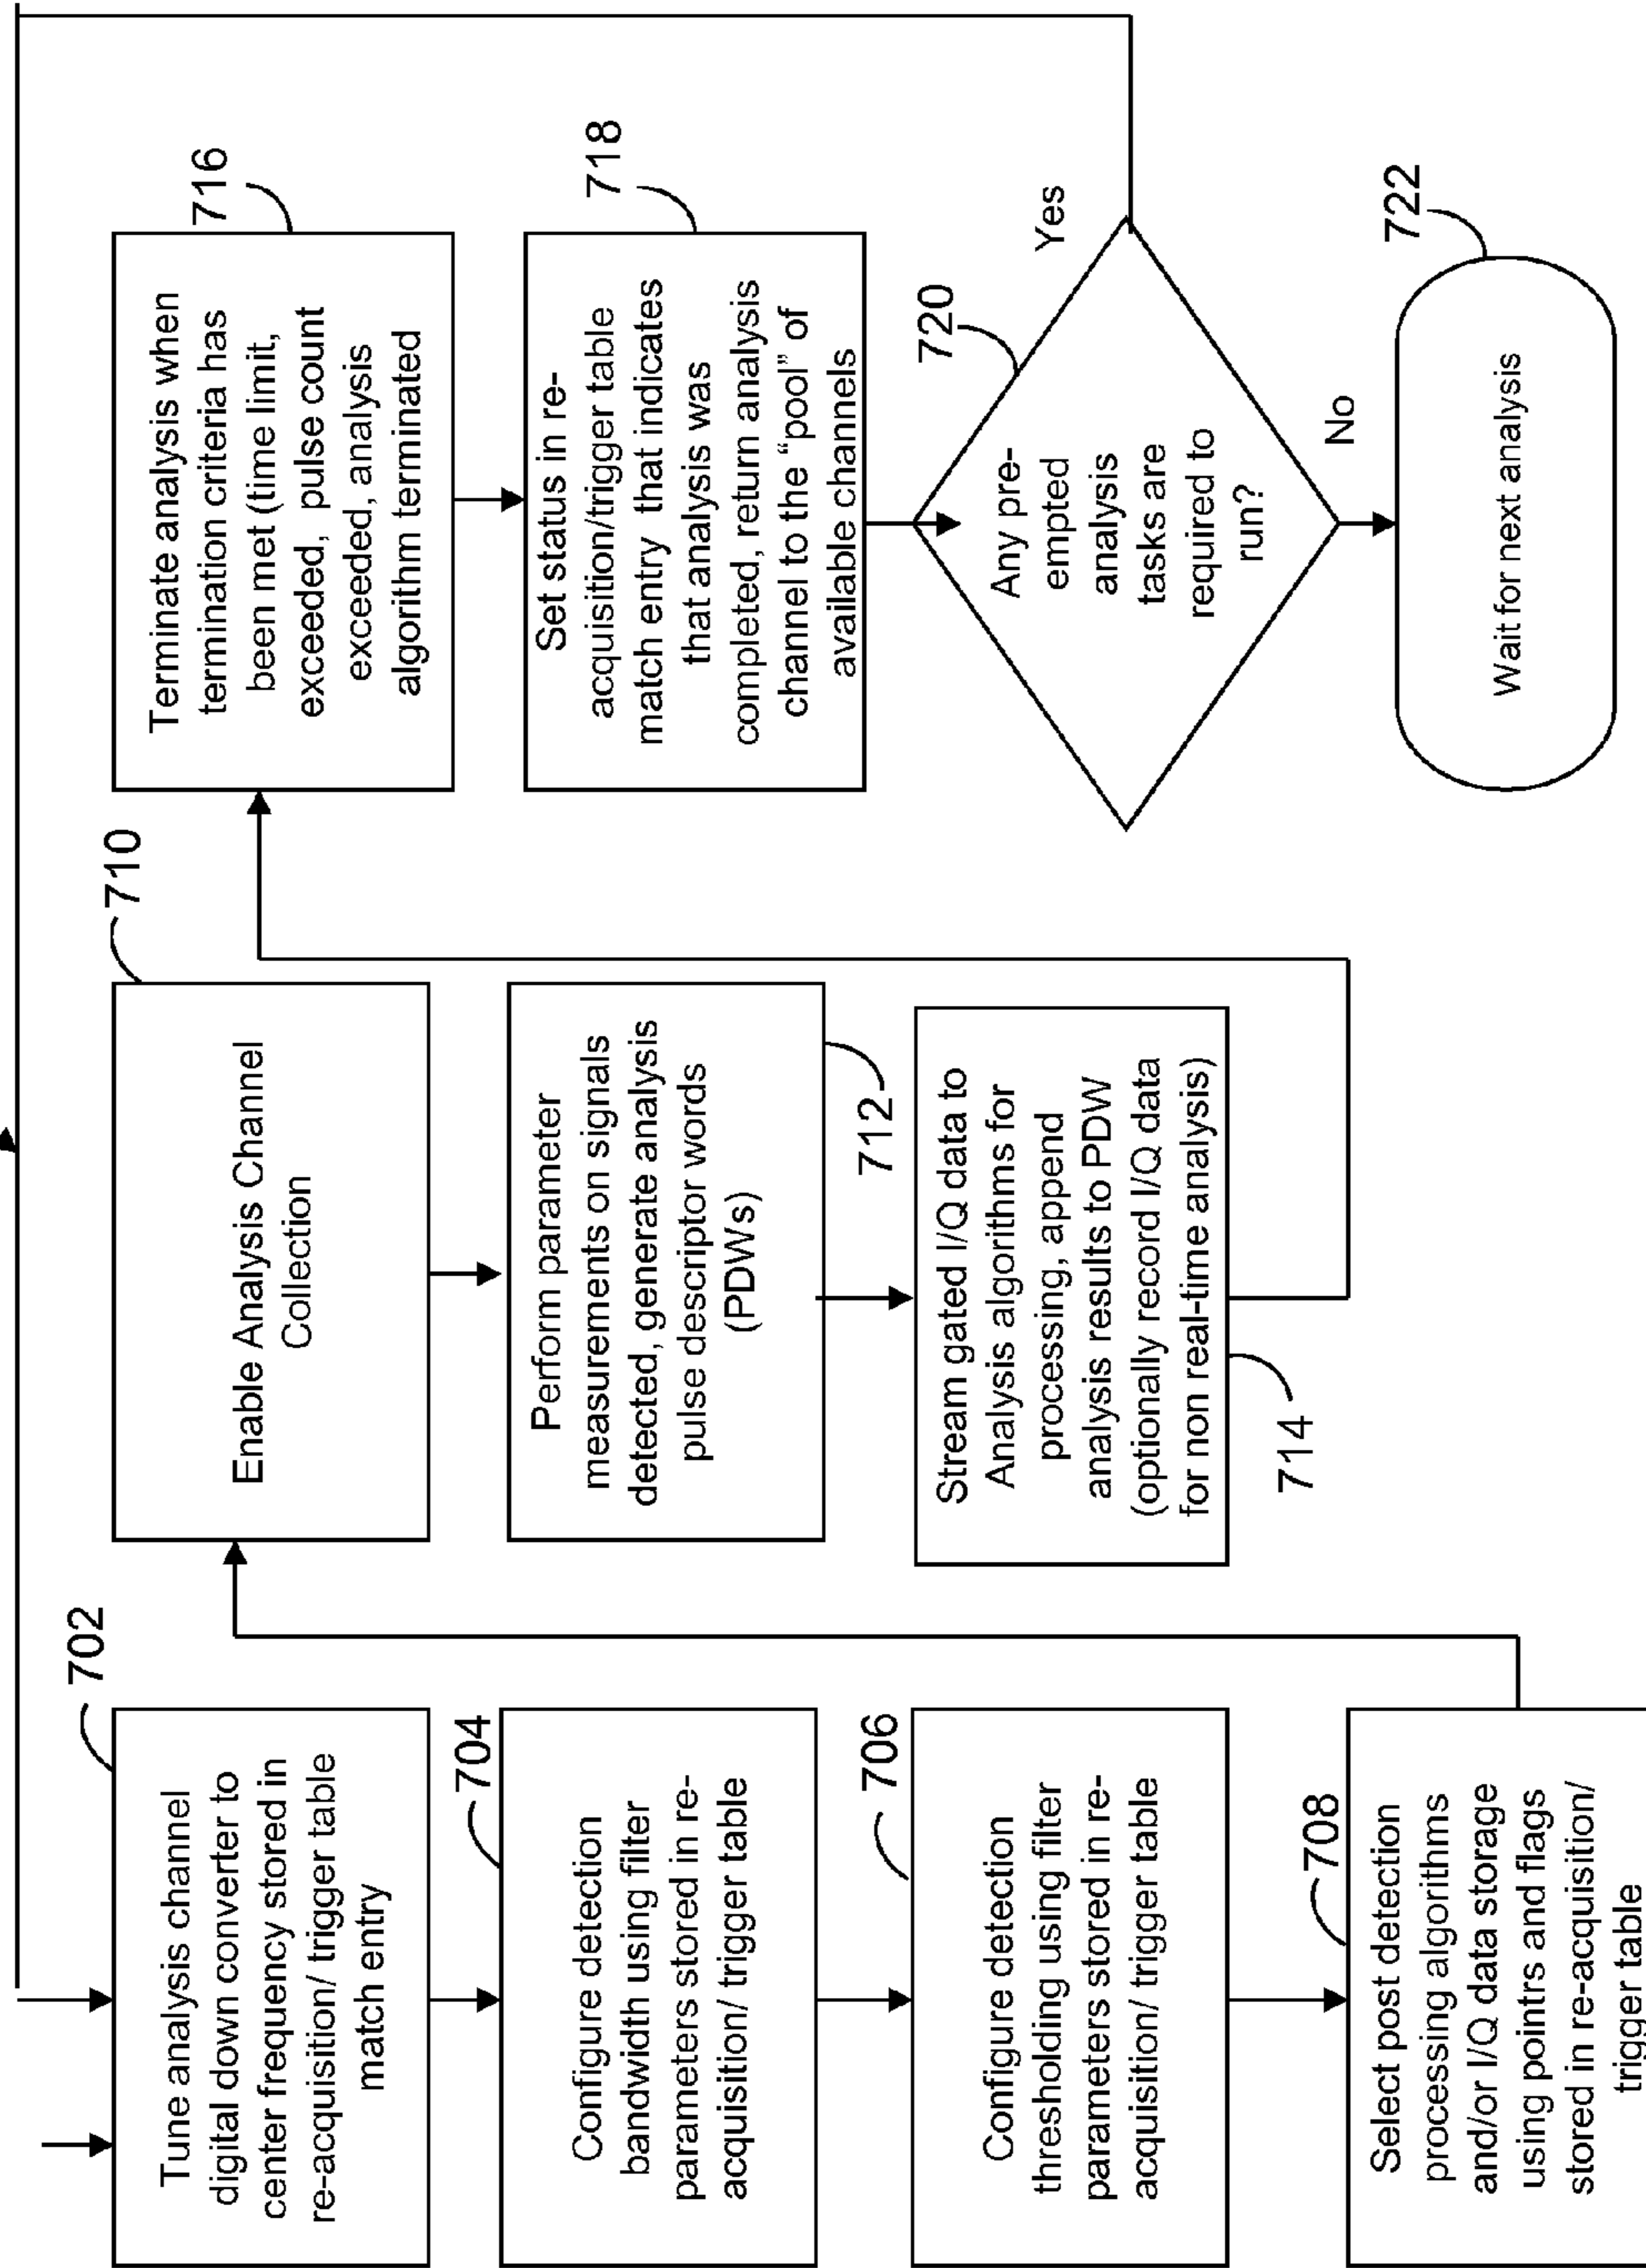 702
Tune analysis channel
digital down converter to
center frequency stored in
re-acquisition/ trigger table
match entry
704
Configure detection
bandwidth using filter
parameters stored in re-
acquisition/ trigger table
706
Configure detection
thresholding using filter
parameters stored in re-
acquisition/ trigger table
708
Select post detection
processing algorithms
and/or I/Q data storage
using pointrs and flags
stored in re-acquisition/
trigger table
710
Enable Analysis Channel
Collection
Perform parameter
measurements on signals
detected, generate analysis
pulse descriptor words
(PDWs)
712
Stream gated I/Q data to
Analysis algorithms for
processing, append
analysis results to PDW
(optionally record I/Q data
for non real-time analysis)
714
716
Terminate analysis when
termination criteria has
been met (time limit,
exceeded, pulse count
exceeded, analysis
algorithm terminated
718
Set status in re-
acquisition/trigger table
match entry that indicates
that analysis was
completed, return analysis
channel to the “pool” of
available channels
720
Any pre-
empted
analysis
tasks are
required to
run?
Yes
No
722
Wait for next analysis